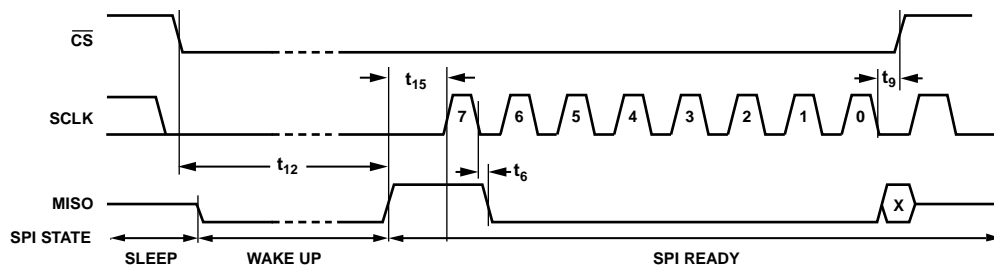 CS
t15
t9
SCLK
7 6 5 4 3 2 1 0
t12
t6
MISO
X
SPI STATE
SLEEP WAKE UP SPI READY